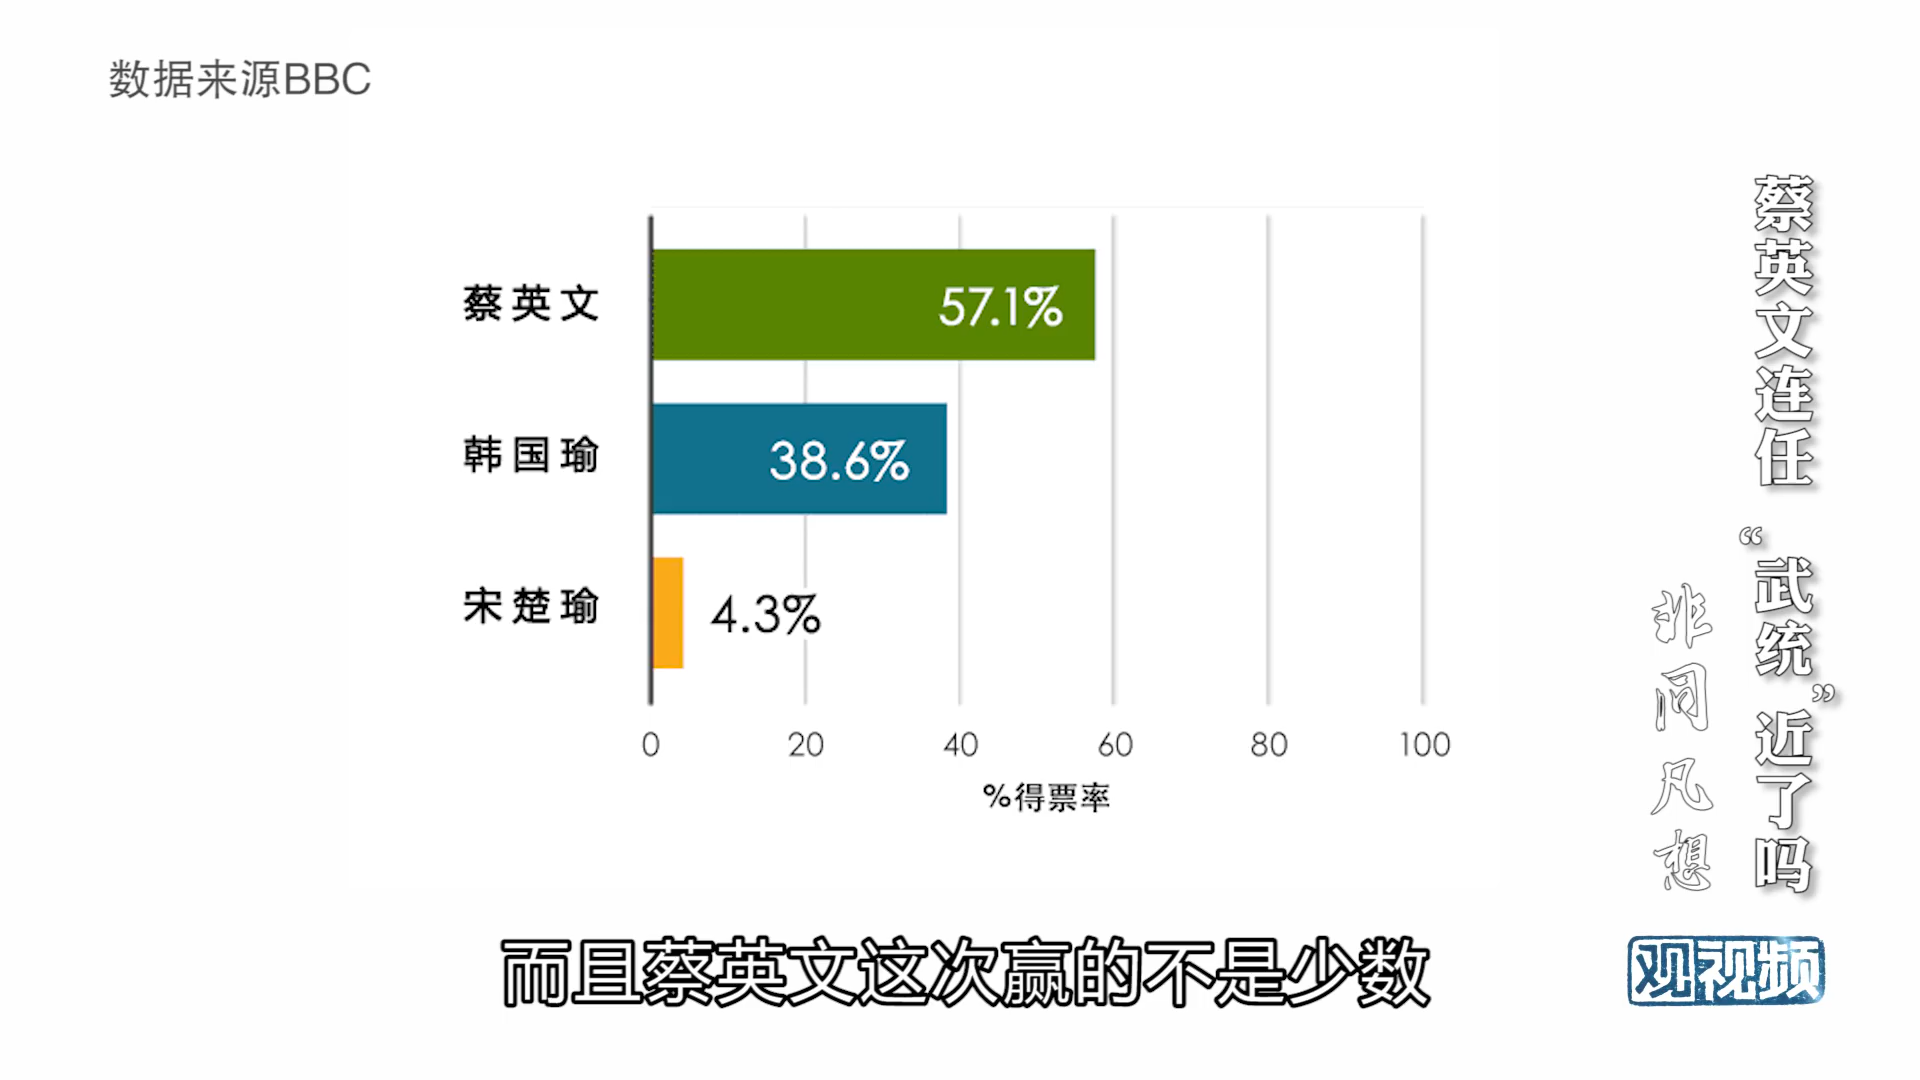 数据来源BBC
蔡英文
57.1%
韩国瑜
38.6%
宋楚瑜
4.3%
0 20 40 60 80 100
%得票率
蔡英文连任“武统”近了吗
非同凡想
而且蔡英文这次赢的不是少数
观视频